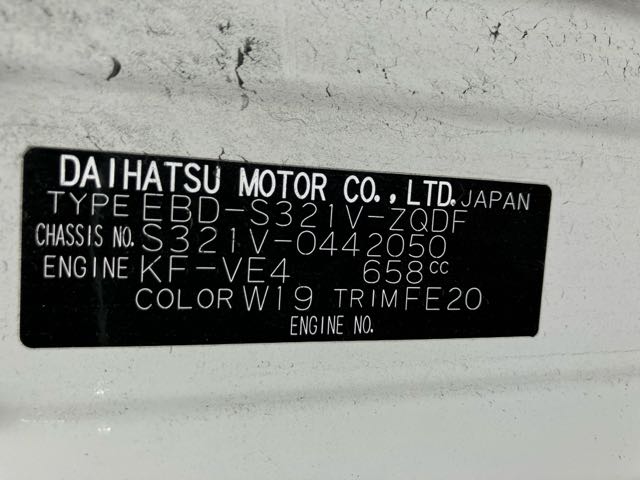 DAIHATSU MOTOR CO., LTD. JAPAN
TYPE EBD-S321V-ZQDF
CHASSIS NO. S321V-0442050
ENGINE KF-VE4 658cc
COLOR W19 TRIM FE20
ENGINE NO.